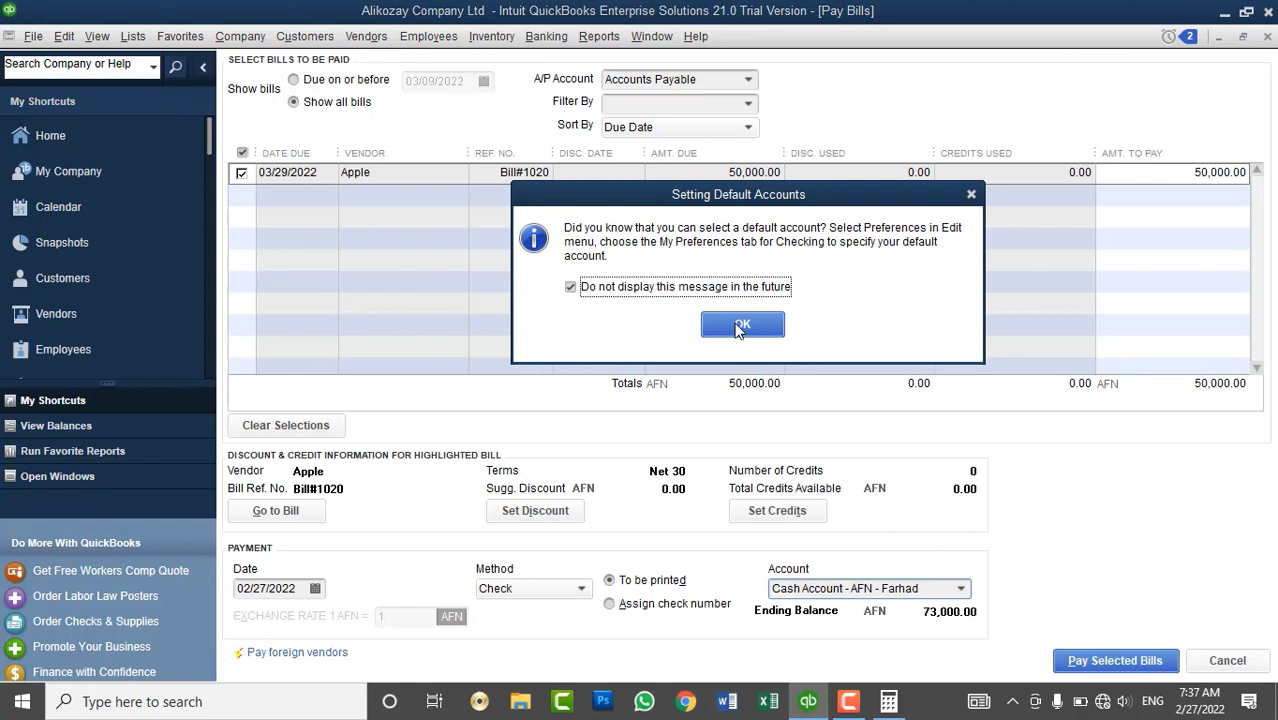 Alikozay Company Ltd - Intuit QuickBooks Enterprise Solutions 21.0 Trial Version - [Pay Bills]
File Edit View Lists Favorites Company Customers Vendors Employees Inventory Banking Reports Window Help 2
Search Company or Help
My Shortcuts
Home
My Company
Calendar
Snapshots
Customers
Vendors
Employees
My Shortcuts
View Balances
Run Favorite Reports
Open Windows
Do More With QuickBooks
Get Free Workers Comp Quote
Order Labor Law Posters
Order Checks & Supplies
Promote Your Business
Finance with Confidence
SELECT BILLS TO BE PAID
Show bills
Due on or before 03/09/2022
Show all bills
A/P Account Accounts Payable
Filter By
Sort By Due Date
DATE DUE VENDOR REF. NO. DISC. DATE AMT. DUE DISC. USED CREDITS USED AMT. TO PAY
03/29/2022 Apple Bill#1020 50,000.00 0.00 0.00 50,000.00
Setting Default Accounts
Did you know that you can select a default account? Select Preferences in Edit
menu, choose the My Preferences tab for Checking to specify your default
account.
Do not display this message in the future
OK
Totals AFN 50,000.00 0.00 0.00 AFN 50,000.00
Clear Selections
DISCOUNT & CREDIT INFORMATION FOR HIGHLIGHTED BILL
Vendor Apple Terms Net 30 Number of Credits 0
Bill Ref. No. Bill#1020 Sugg. Discount AFN 0.00 Total Credits Available AFN 0.00
Go to Bill Set Discount Set Credits
PAYMENT
Date Method Account
02/27/2022 Check To be printed Cash Account - AFN - Farhad
Assign check number Ending Balance AFN 73,000.00
EXCHANGE RATE 1 AFN = 1 AFN
Pay foreign vendors
Pay Selected Bills Cancel
Type here to search
ENG
7:37 AM
2/27/2022